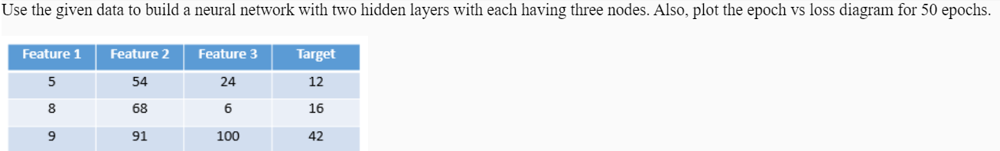 Use the given data to build a neural network with two hidden layers with each having three nodes. Also, plot the epoch vs loss diagram for 50 epochs.
Feature 1 Feature 2 Feature 3 Target
5 54 24 12
8 68 6 16
9 91 100 42